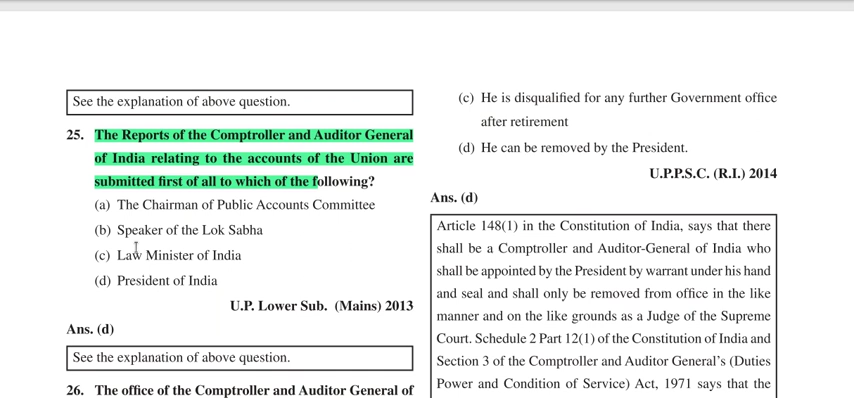 See the explanation of above question.
25. The Reports of the Comptroller and Auditor General
of India relating to the accounts of the Union are
submitted first of all to which of the following?
(a) The Chairman of Public Accounts Committee
(b) Speaker of the Lok Sabha
(c) Law Minister of India
(d) President of India
U.P. Lower Sub. (Mains) 2013
Ans. (d)
See the explanation of above question.
26. The office of the Comptroller and Auditor General of
(c) He is disqualified for any further Government office
after retirement
(d) He can be removed by the President.
U.P.P.S.C. (R.I.) 2014
Ans. (d)
Article 148(1) in the Constitution of India, says that there
shall be a Comptroller and Auditor-General of India who
shall be appointed by the President by warrant under his hand
and seal and shall only be removed from office in the like
manner and on the like grounds as a Judge of the Supreme
Court. Schedule 2 Part 12(1) of the Constitution of India and
Section 3 of the Comptroller and Auditor General's (Duties
Power and Condition of Service) Act, 1971 says that the